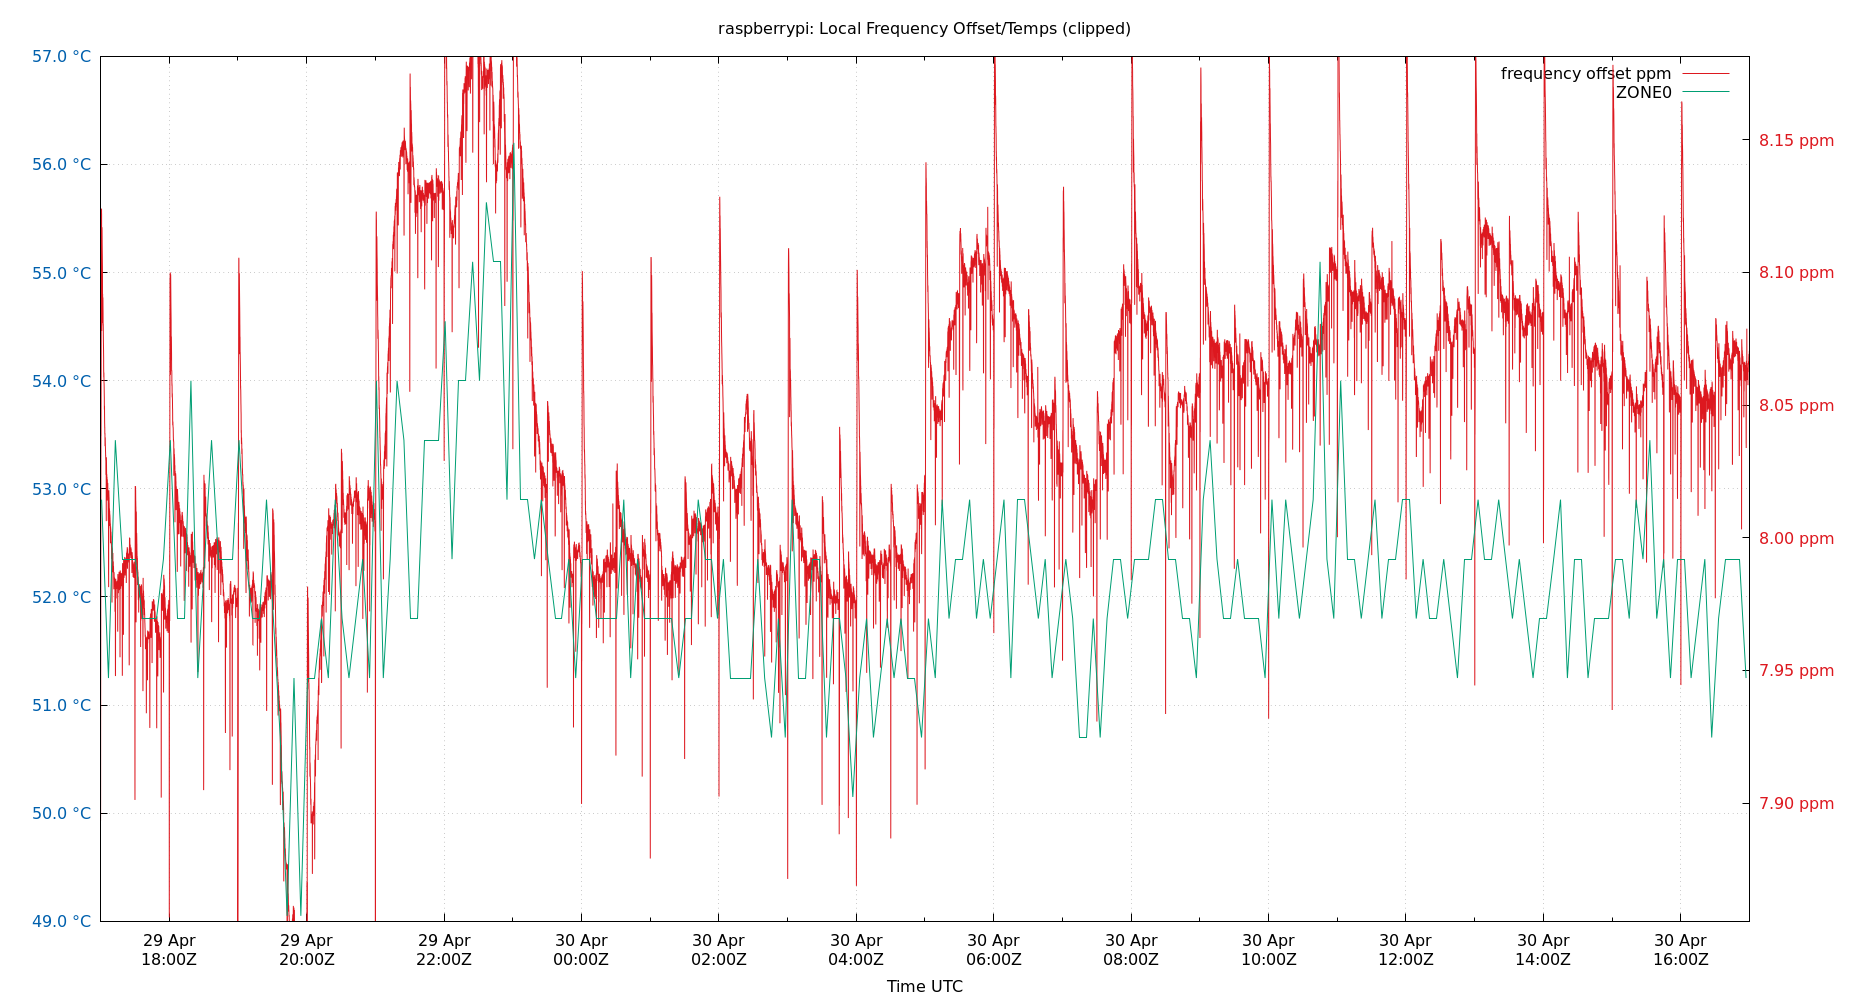 raspberrypi: Local Frequency Offset/Temps (clipped)
57.0 °C
56.0 °C
55.0 °C
54.0 °C
53.0 °C
52.0 °C
51.0 °C
50.0 °C
49.0 °C
frequency offset ppm
ZONE0
8.15 ppm
8.10 ppm
8.05 ppm
8.00 ppm
7.95 ppm
7.90 ppm
29 Apr 29 Apr 29 Apr 30 Apr 30 Apr 30 Apr 30 Apr 30 Apr 30 Apr 30 Apr 30 Apr 30 Apr
18:00Z 20:00Z 22:00Z 00:00Z 02:00Z 04:00Z 06:00Z 08:00Z 10:00Z 12:00Z 14:00Z 16:00Z
Time UTC